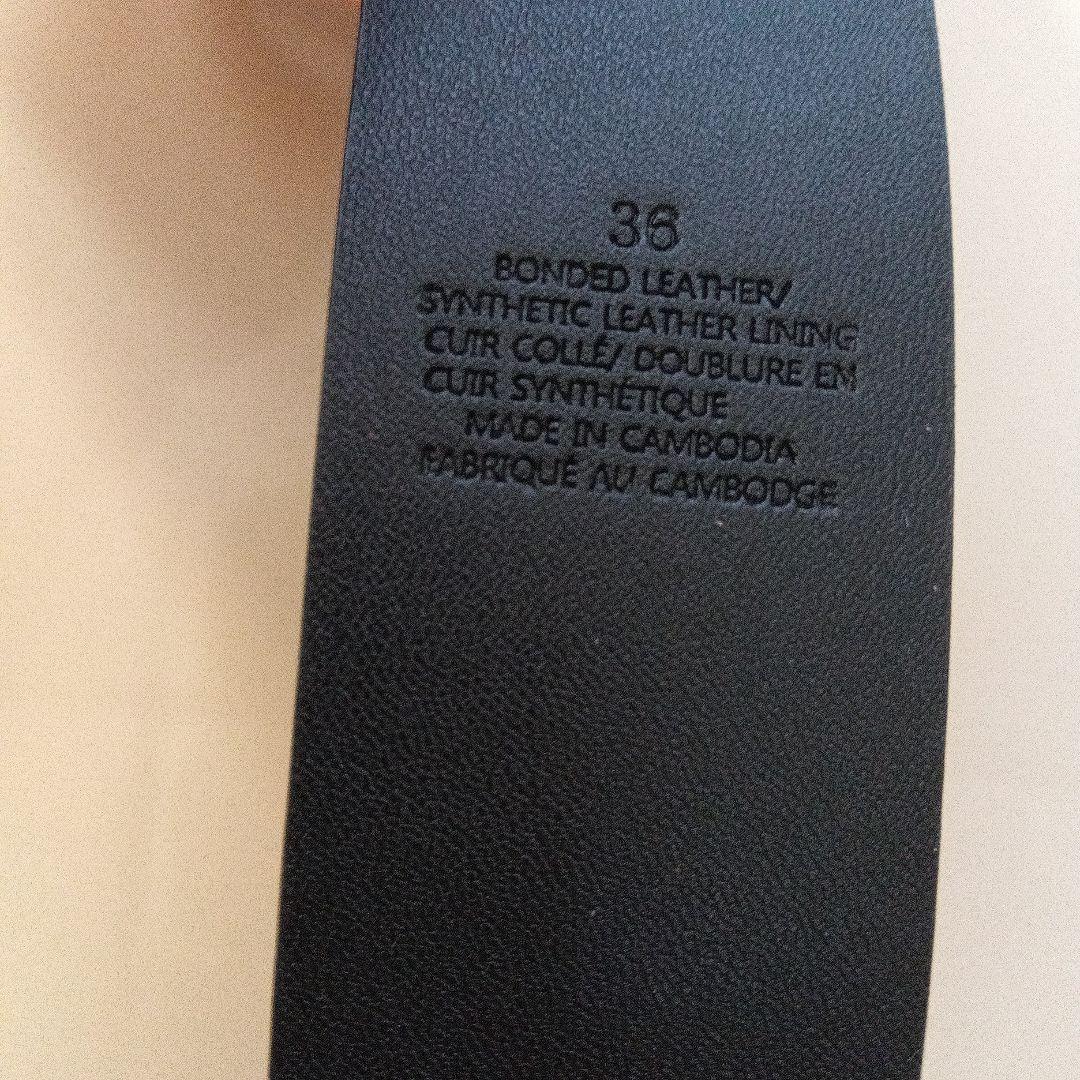 36
BONDED LEATHER/
SYNTHETIC LEATHER LINING
CUIR COLLÉ/ DOUBLURE EN
CUIR SYNTHÉTIQUE
MADE IN CAMBODIA
FABRIQUÉ AU CAMBODGE